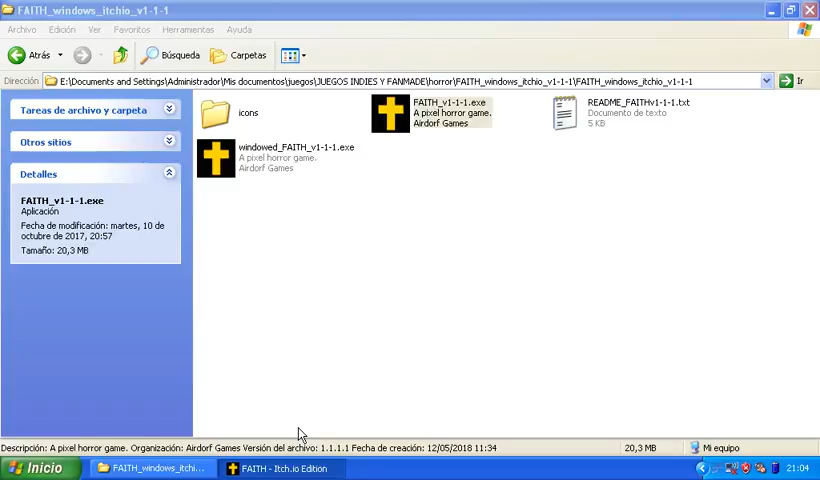 FAITH_windows_itchio_v1-1-1
Archivo Edición Ver Favoritos Herramientas Ayuda
Atrás Búsqueda Carpetas
Dirección E:\Documents and Settings\Administrador\Mis documentos\juegos\JUEGOS INDIES Y FANMADE\horror\FAITH_windows_itchio_v1-1-1\FAITH_windows_itchio_v1-1-1 Ir
Tareas de archivo y carpeta
Otros sitios
Detalles
FAITH_v1-1-1.exe
Aplicación
Fecha de modificación: martes, 10 de
octubre de 2017, 20:57
Tamaño: 20,3 MB
icons
FAITH_v1-1-1.exe
A pixel horror game.
Airdorf Games
README_FAITHv1-1-1.txt
Documento de texto
5 KB
windowed_FAITH_v1-1-1.exe
A pixel horror game.
Airdorf Games
Descripción: A pixel horror game. Organización: Airdorf Games Versión del archivo: 1.1.1.1 Fecha de creación: 12/05/2018 11:34 20,3 MB Mi equipo
Inicio FAITH_windows_itchi... FAITH - Itch.io Edition 21:04